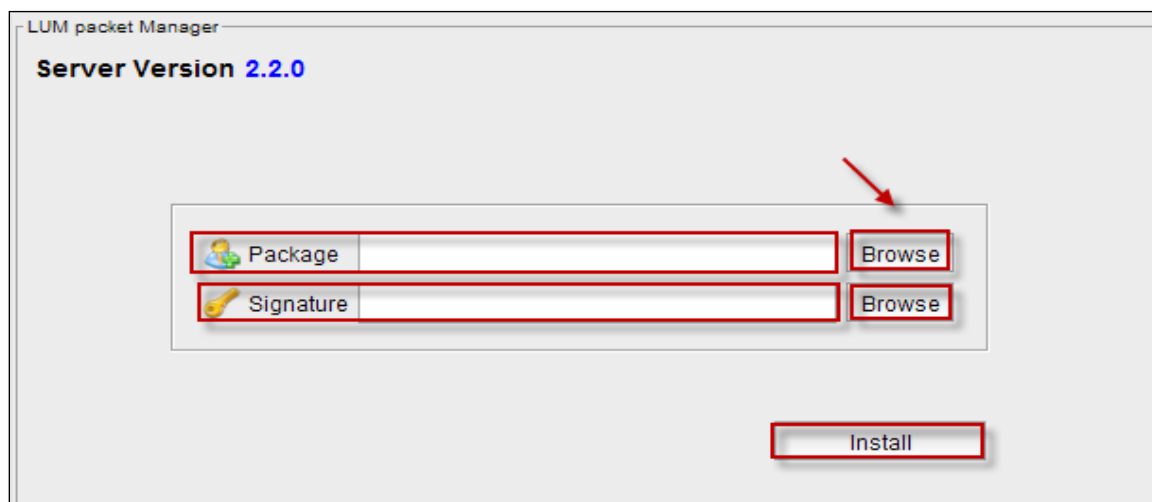 LUM packet Manager
Server Version 2.2.0
Package Browse
Signature Browse
Install